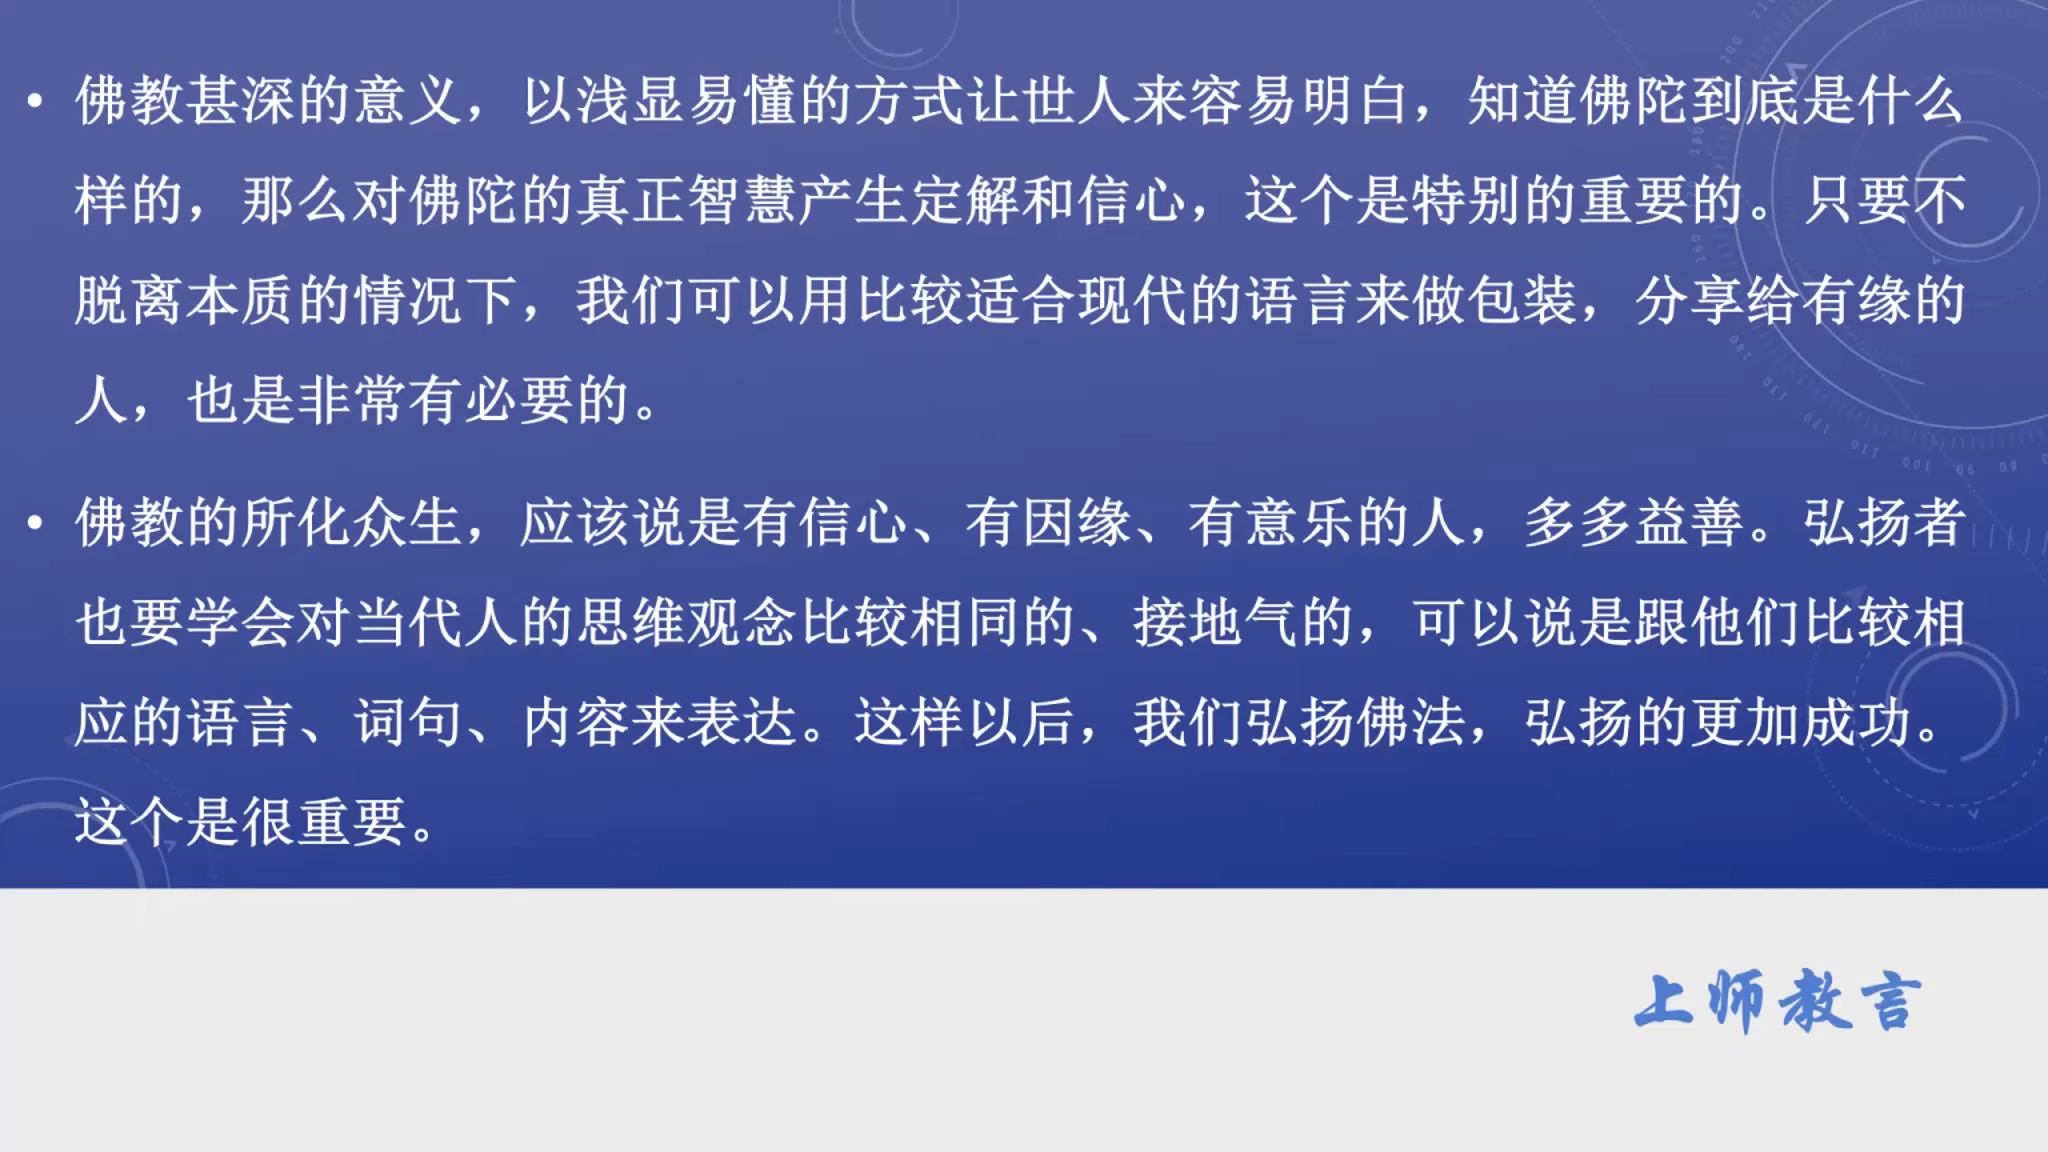 • 佛教甚深的意义，以浅显易懂的方式让世人来容易明白，知道佛陀到底是什么
样的，那么对佛陀的真正智慧产生定解和信心，这个是特别的重要的。只要不
脱离本质的情况下，我们可以用比较适合现代的语言来做包装，分享给有缘的
人，也是非常有必要的。
• 佛教的所化众生，应该说是有信心、有因缘、有意乐的人，多多益善。弘扬者
也要学会对当代人的思维观念比较相同的、接地气的，可以说是跟他们比较相
应的语言、词句、内容来表达。这样以后，我们弘扬佛法，弘扬的更加成功。
这个是很重要。
上师教言